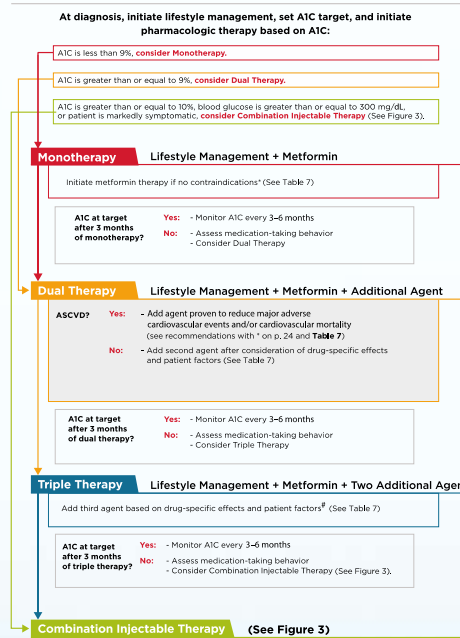 At diagnosis, initiate lifestyle management, set A1C target, and initiate
pharmacologic therapy based on A1C:
A1C is less than 9%, consider Monotherapy.
A1C is greater than or equal to 9%, consider Dual Therapy.
A1C is greater than or equal to 10%, blood glucose is greater than or equal to 300 mg/dL,
or patient is markedly symptomatic, consider Combination Injectable Therapy (See Figure 3).
Monotherapy Lifestyle Management + Metformin
Initiate metformin therapy if no contraindications* (See Table 7)
A1C at target
after 3 months
of monotherapy?
Yes: - Monitor A1C every 3–6 months
No: - Assess medication-taking behavior
- Consider Dual Therapy
Dual Therapy Lifestyle Management + Metformin + Additional Agent
ASCVD? Yes: - Add agent proven to reduce major adverse
cardiovascular events and/or cardiovascular mortality
(see recommendations with * on p. 24 and Table 7)
No: - Add second agent after consideration of drug-specific effects
and patient factors (See Table 7)
A1C at target
after 3 months
of dual therapy?
Yes: - Monitor A1C every 3–6 months
No: - Assess medication-taking behavior
- Consider Triple Therapy
Triple Therapy Lifestyle Management + Metformin + Two Additional Agen
Add third agent based on drug-specific effects and patient factors# (See Table 7)
A1C at target
after 3 months
of triple therapy?
Yes: - Monitor A1C every 3–6 months
No: - Assess medication-taking behavior
- Consider Combination Injectable Therapy (See Figure 3).
Combination Injectable Therapy (See Figure 3)